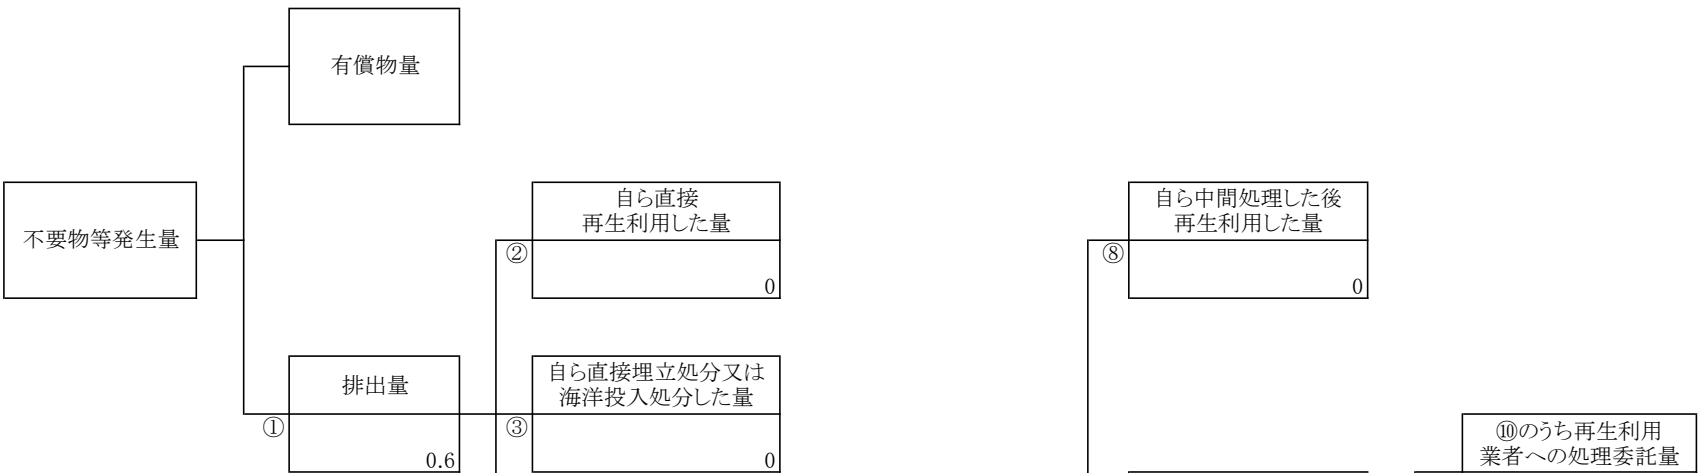 有償物量
不要物等発生量
自ら直接
再生利用した量
②
0
自ら中間処理した後
再生利用した量
⑧
0
排出量
①
0.6
自ら直接埋立処分又は
海洋投入処分した量
③
0
⑩のうち再生利用
業者への処理委託量